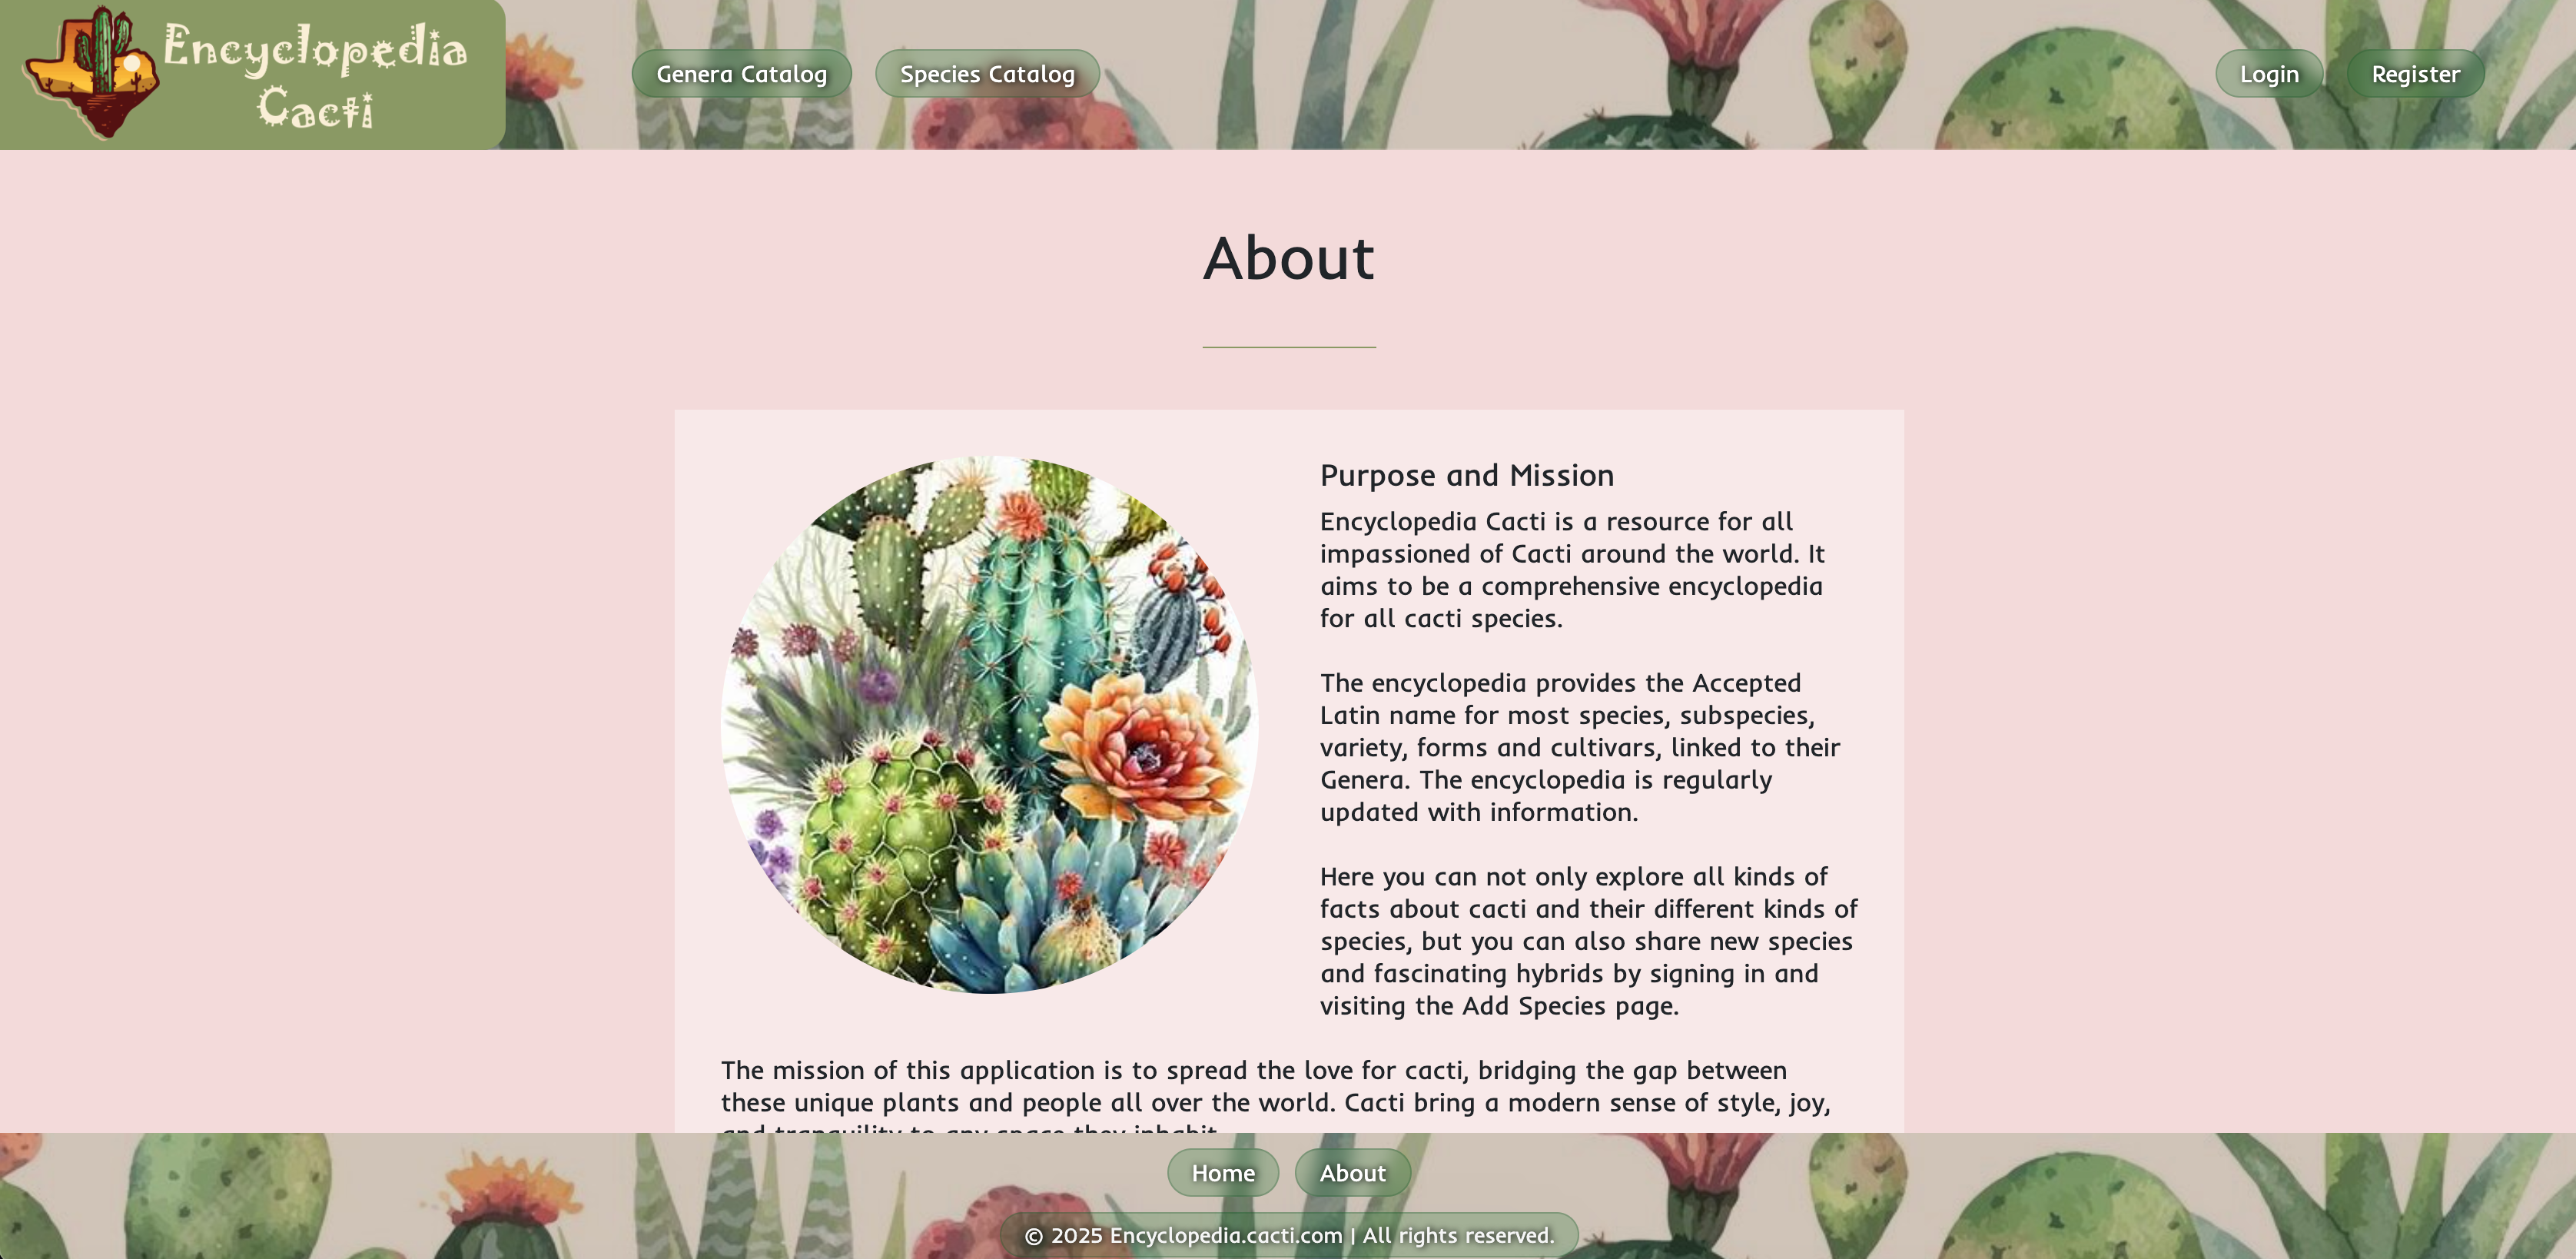 Encyclopedia
Cacti
Genera Catalog
Species Catalog
Login
Register
About
Purpose and Mission
Encyclopedia Cacti is a resource for all
impassioned of Cacti around the world. It
aims to be a comprehensive encyclopedia
for all cacti species.
The encyclopedia provides the Accepted
Latin name for most species, subspecies,
variety, forms and cultivars, linked to their
Genera. The encyclopedia is regularly
updated with information.
Here you can not only explore all kinds of
facts about cacti and their different kinds of
species, but you can also share new species
and fascinating hybrids by signing in and
visiting the Add Species page.
The mission of this application is to spread the love for cacti, bridging the gap between
these unique plants and people all over the world. Cacti bring a modern sense of style, joy,
and tranquility to any space they inhabit.
Home
About
© 2025 Encyclopedia.cacti.com | All rights reserved.